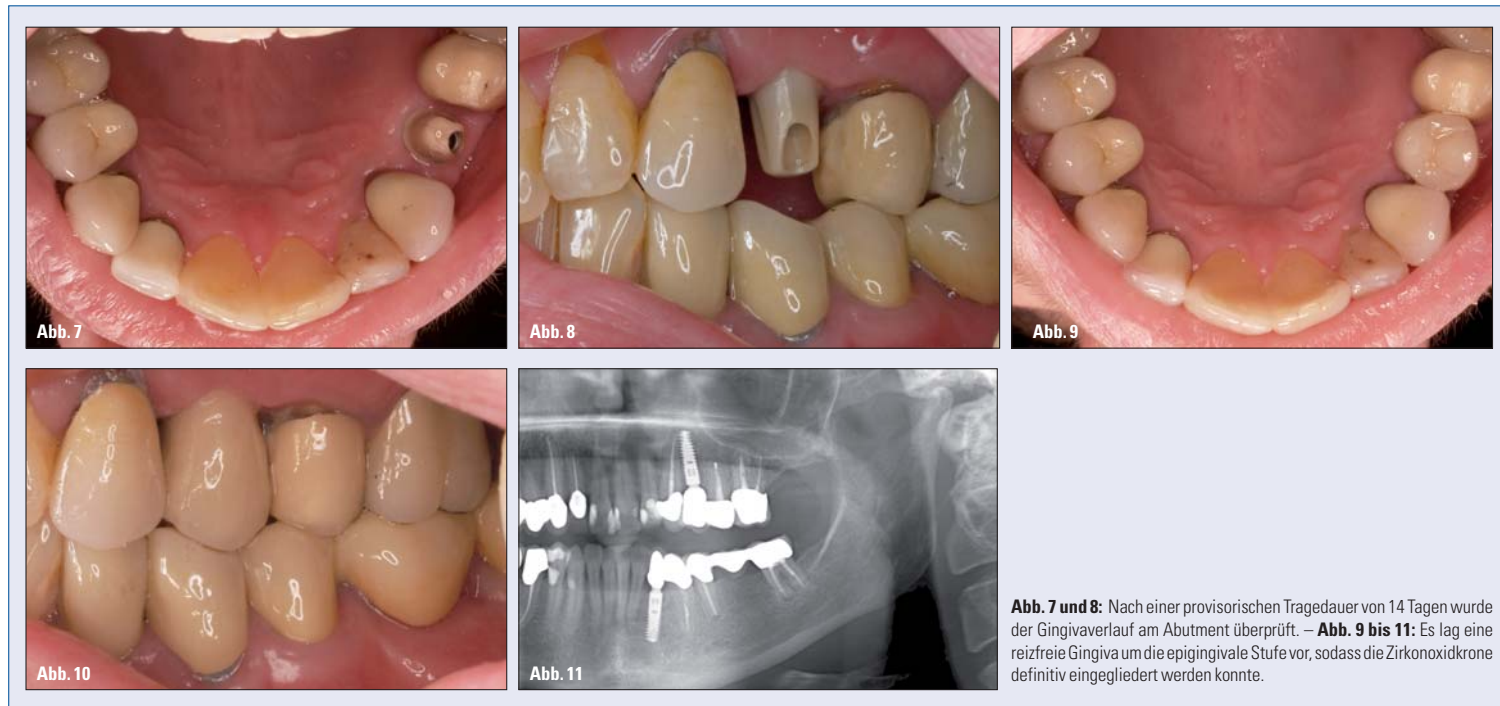 Abb. 7
Abb. 8
Abb. 9
Abb. 10
Abb. 11
Abb. 7 und 8: Nach einer provisorischen Tragedauer von 14 Tagen wurde
der Gingivaverlauf am Abutment überprüft. – Abb. 9 bis 11: Es lag eine
reizfreie Gingiva um die epigingivale Stufe vor, sodass die Zirkonoxidkrone
definitiv eingegliedert werden konnte.